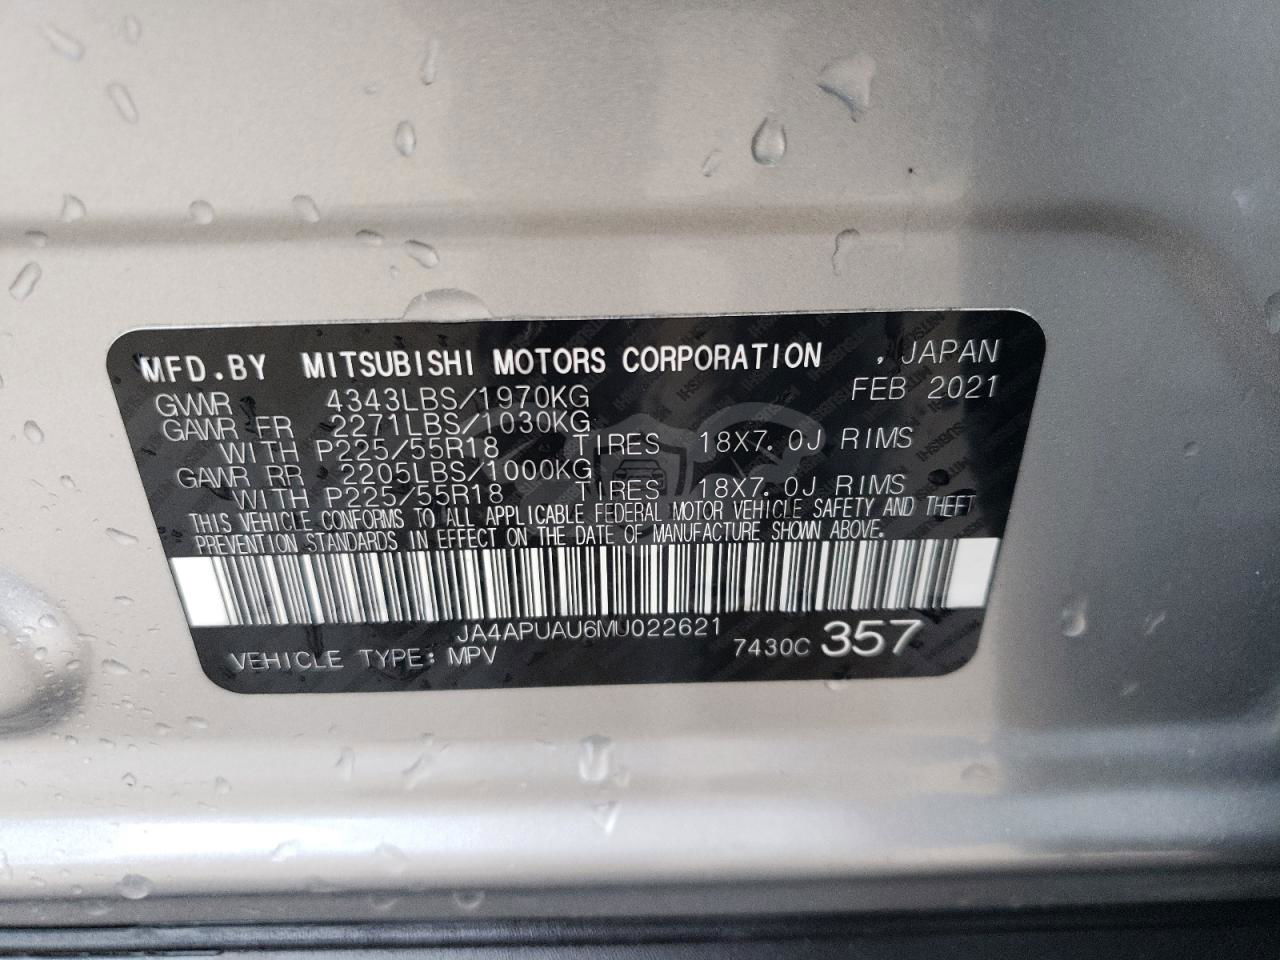 MFD.BY MITSUBISHI MOTORS CORPORATION , JAPAN
GVWR 4343LBS/1970KG FEB 2021
GAWR FR 2271LBS/1030KG
WITH P225/55R18 TIRES 18X7.0J RIMS
GAWR RR 2205LBS/1000KG
WITH P225/55R18 TIRES 18X7.0J RIMS
THIS VEHICLE CONFORMS TO ALL APPLICABLE FEDERAL MOTOR VEHICLE SAFETY AND THEFT
PREVENTION STANDARDS IN EFFECT ON THE DATE OF MANUFACTURE SHOWN ABOVE.
JA4APUAU6MU022621
VEHICLE TYPE: MPV 7430C 357